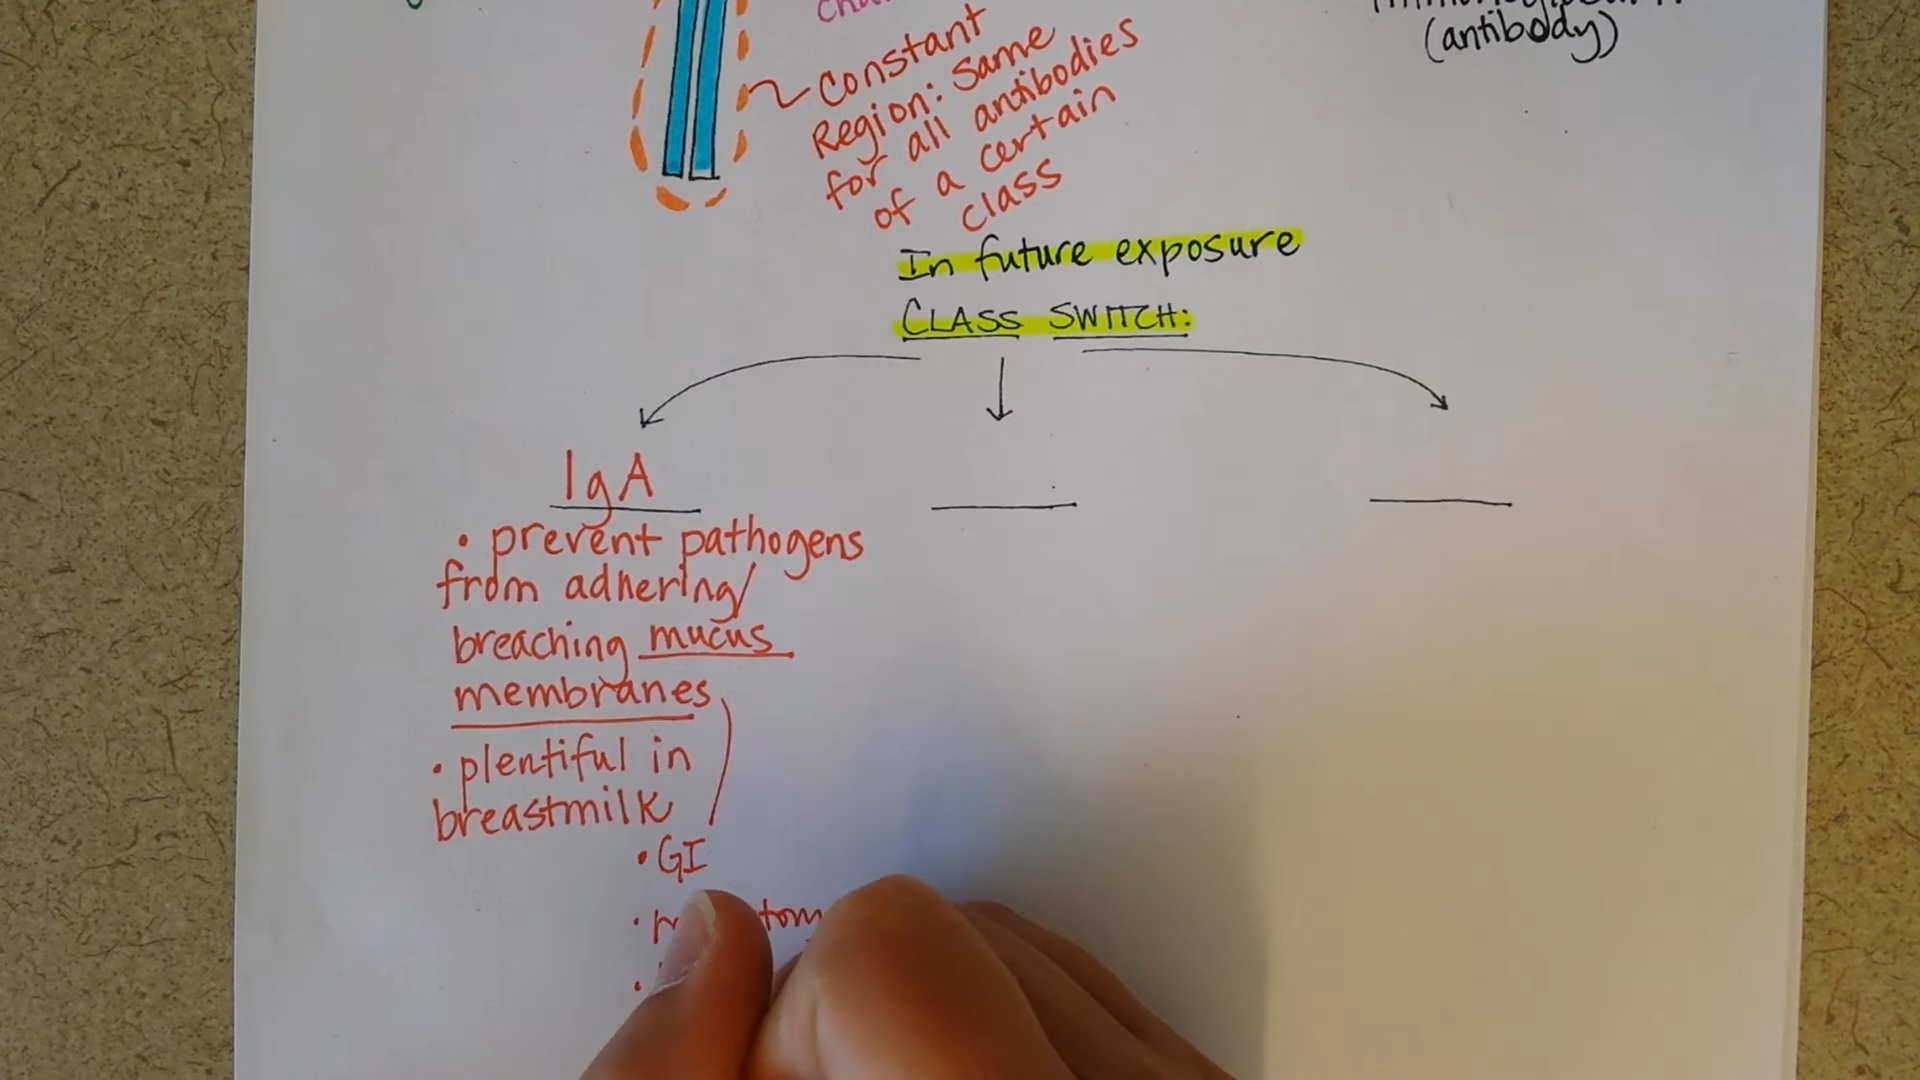 (antibody)
Constant
Region: Same
for all antibodies
of a certain
class
In future exposure
CLASS SWITCH:
IgA
• prevent pathogens
from adhering/
breaching mucus
membranes
• plentiful in
breastmilk
• GI